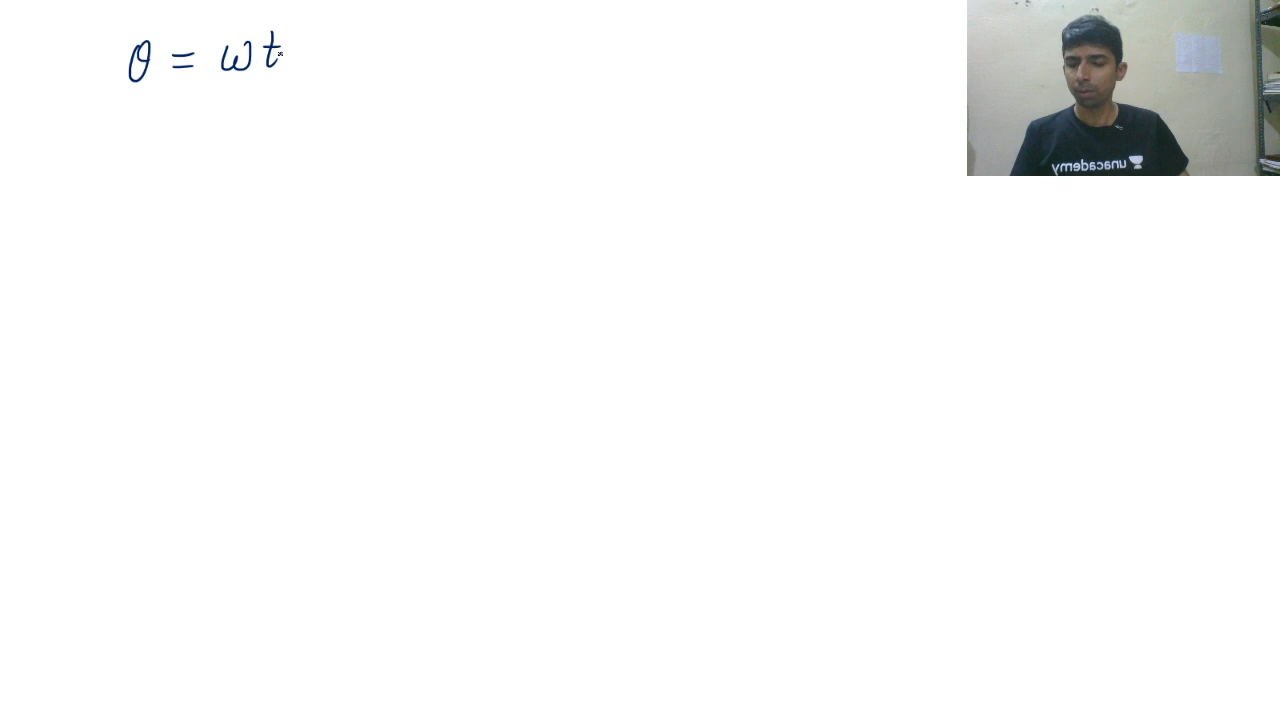 θ = ωt
unacademy